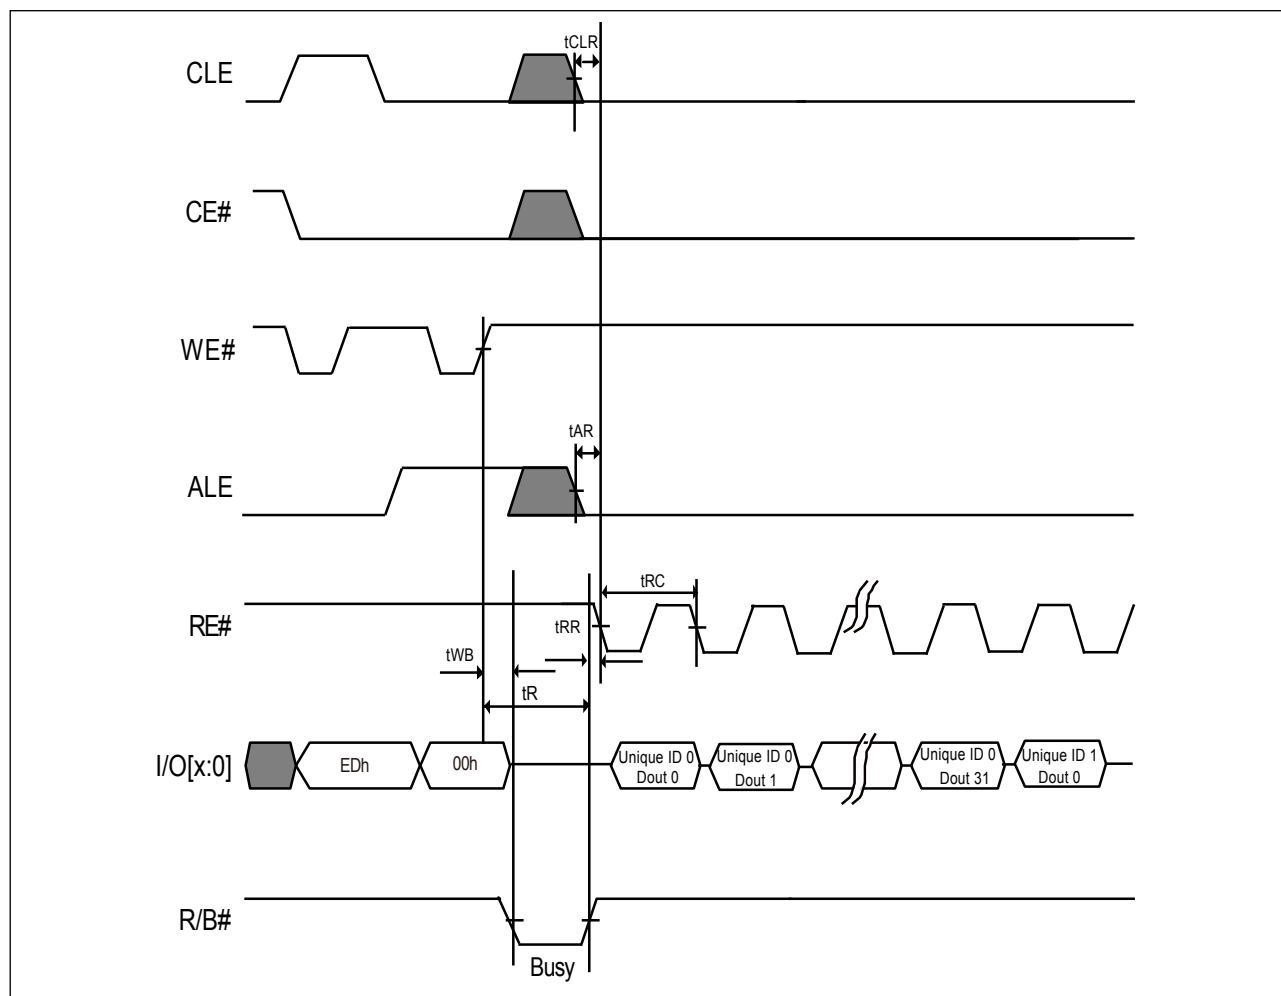 tCLR
CLE
CE#
WE#
tAR
ALE
tRC
RE#
tRR
tWB
tR
I/O[x:0]
EDh
00h
Unique ID 0
Dout 0
Unique ID 0
Dout 1
Unique ID 0
Dout 31
Unique ID 1
Dout 0
R/B#
Busy